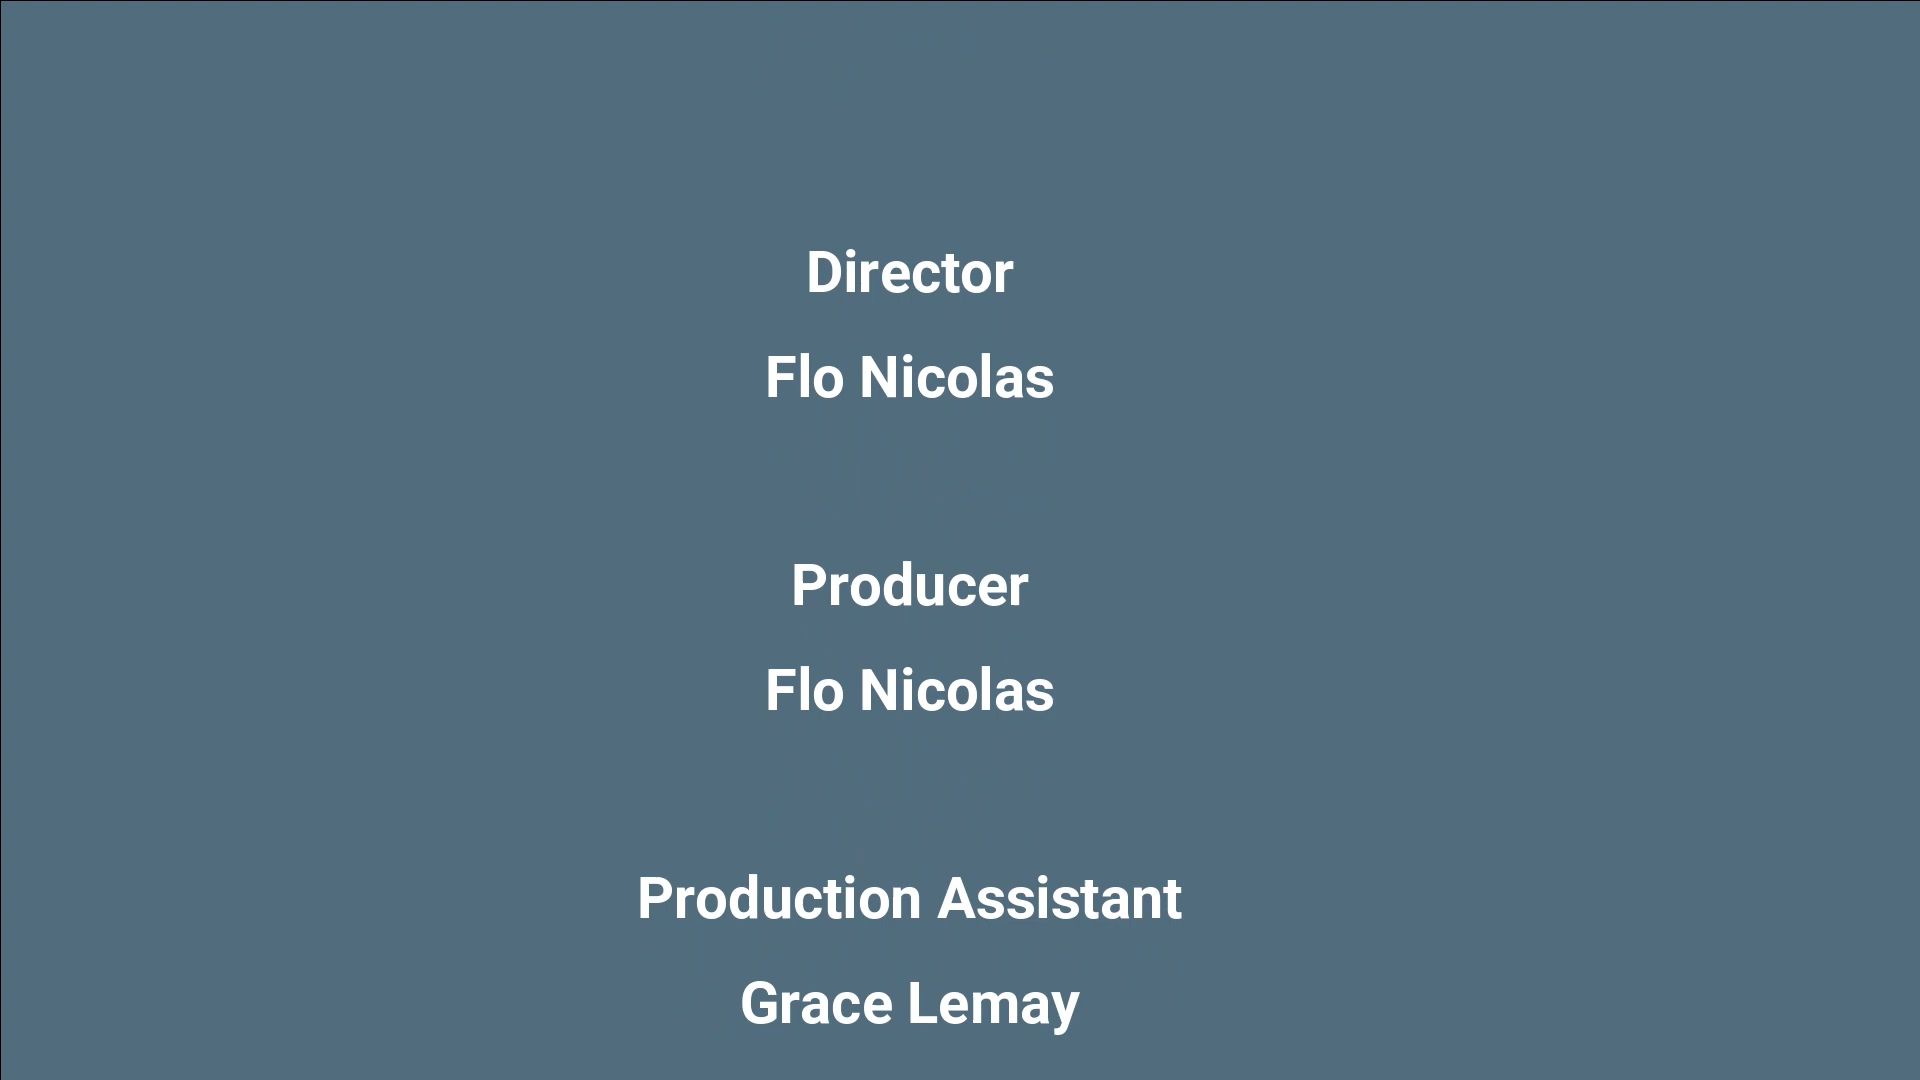 Director
Flo Nicolas
Producer
Flo Nicolas
Production Assistant
Grace Lemay